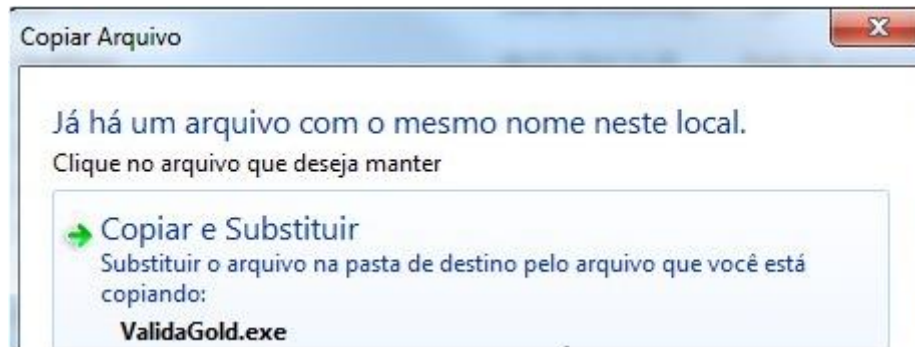 Copiar Arquivo
Já há um arquivo com o mesmo nome neste local.
Clique no arquivo que deseja manter
Copiar e Substituir
Substituir o arquivo na pasta de destino pelo arquivo que você está
copiando:
ValidaGold.exe